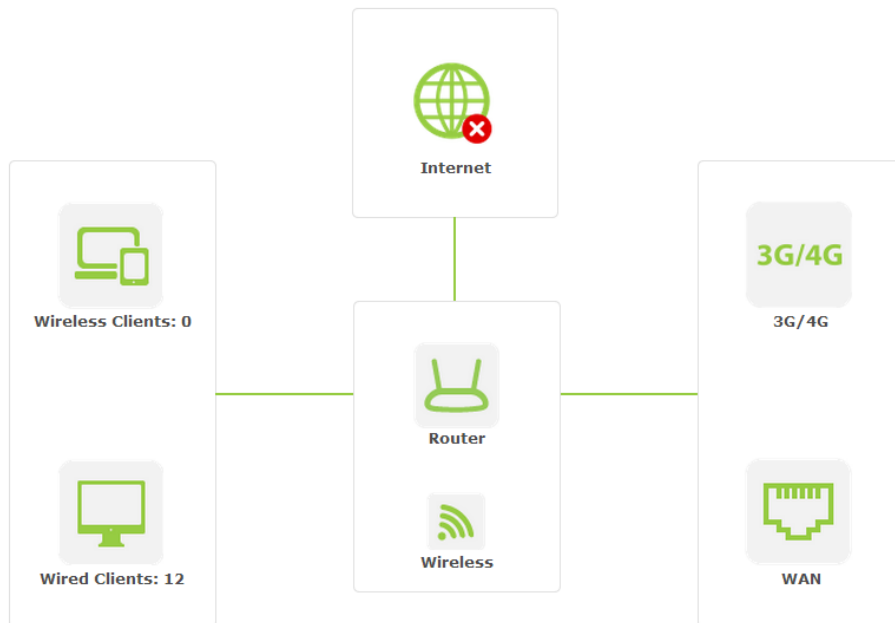 Internet
3G/4G
Wireless Clients: 0
3G/4G
Router
Wireless
Wired Clients: 12
WAN